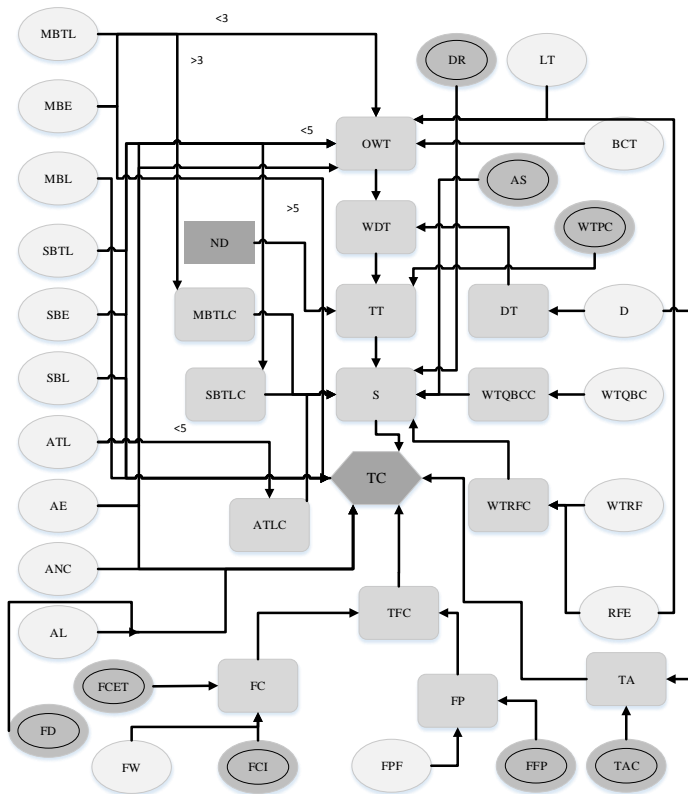 <3
MBTL
>3
DR
LT
MBE
<5
OWT
BCT
MBL
AS
>5
WDT
WTPC
SBTL
ND
SBE
MBTLC
TT
DT
D
SBL
SBTLC
S
WTQBCC
WTQBC
<5
ATL
TC
AE
ATLC
WTRFC
WTRF
ANC
TFC
RFE
AL
FCET
FC
FP
TA
FD
FW
FCI
FPF
FFP
TAC